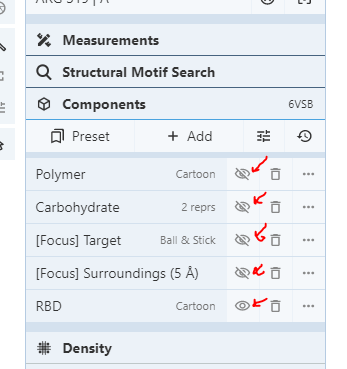 Measurements
Structural Motif Search
Components 6VSB
Preset + Add
Polymer Cartoon
Carbohydrate 2 reprs
[Focus] Target Ball & Stick
[Focus] Surroundings (5 Å)
RBD Cartoon
Density